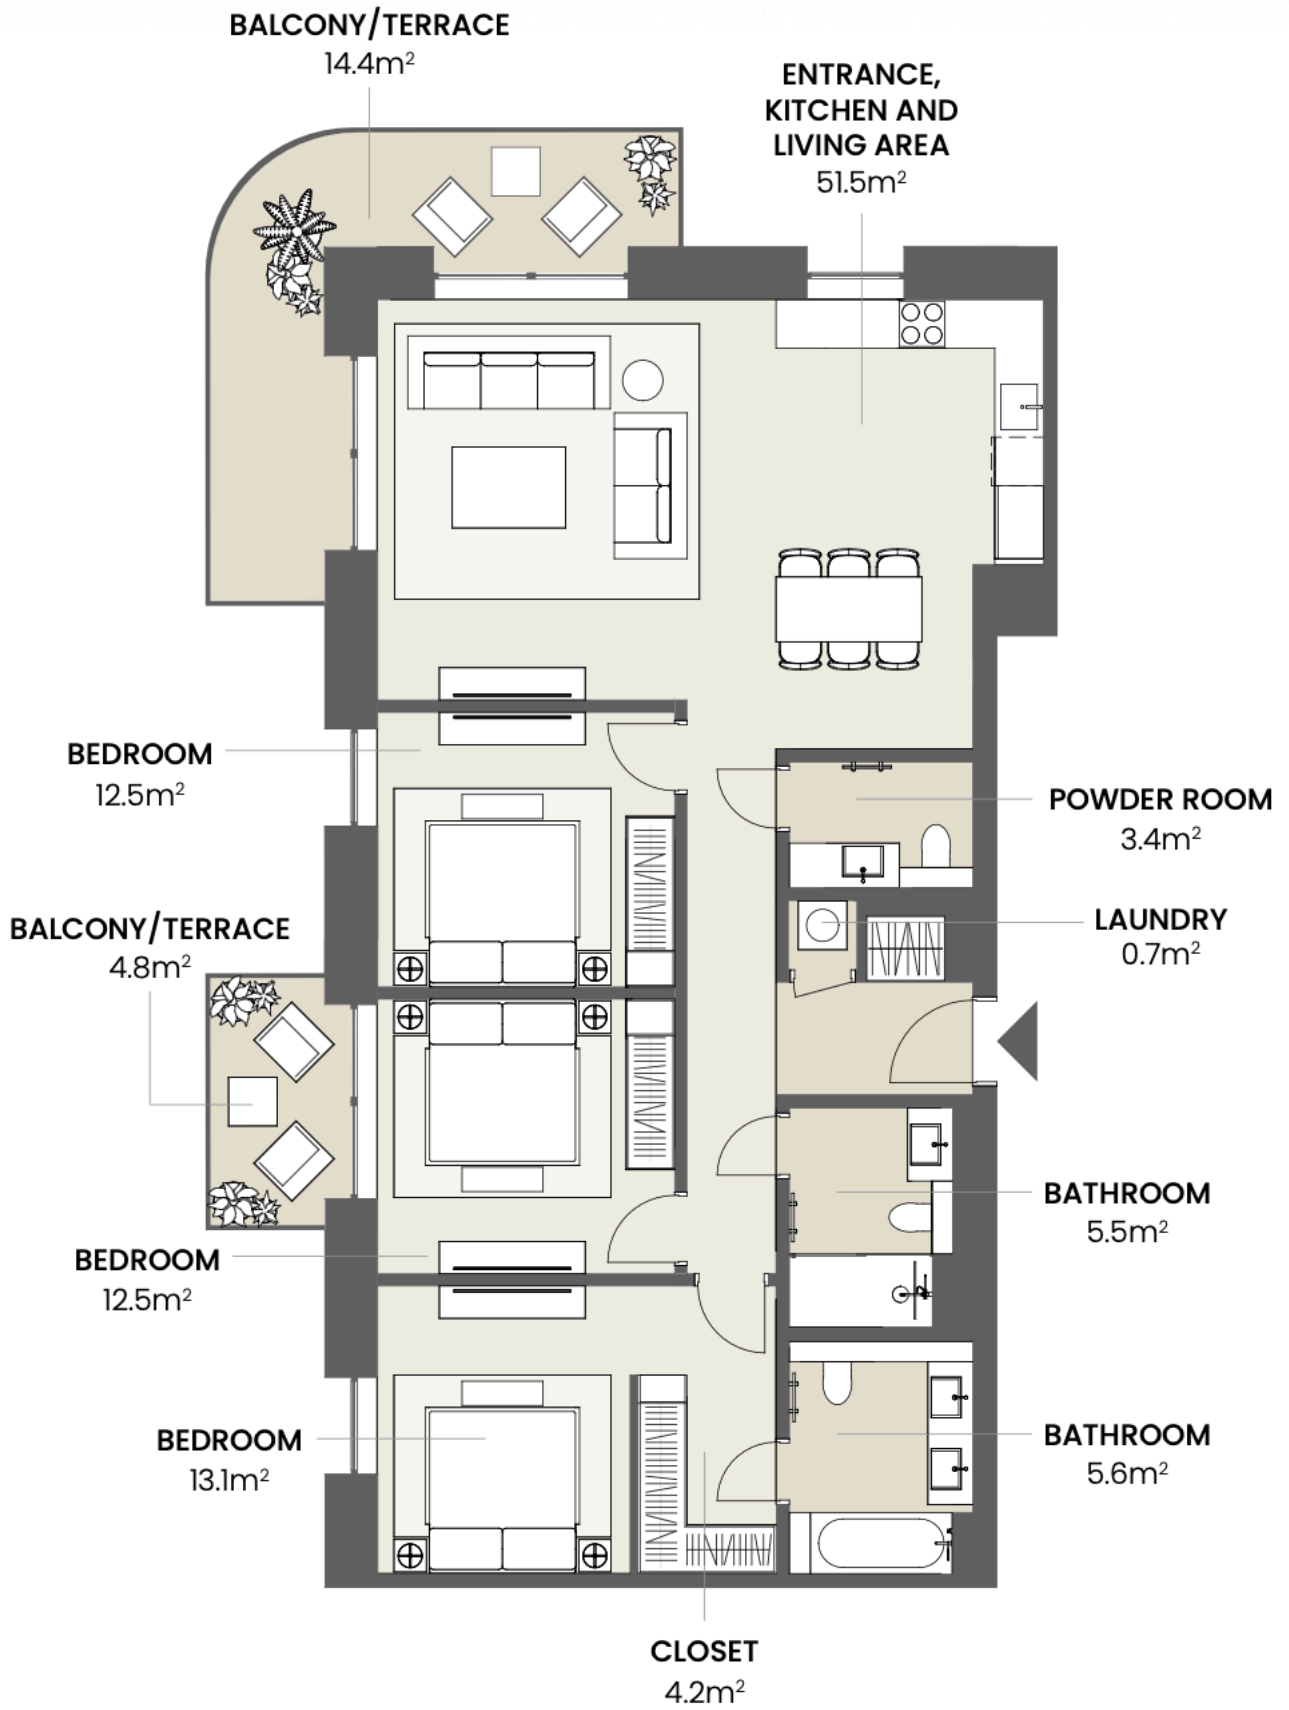 BALCONY/TERRACE
14.4m²
ENTRANCE,
KITCHEN AND
LIVING AREA
51.5m²
BEDROOM
12.5m²
POWDER ROOM
3.4m²
BALCONY/TERRACE
4.8m²
LAUNDRY
0.7m²
BATHROOM
5.5m²
BEDROOM
12.5m²
BEDROOM
13.1m²
BATHROOM
5.6m²
CLOSET
4.2m²